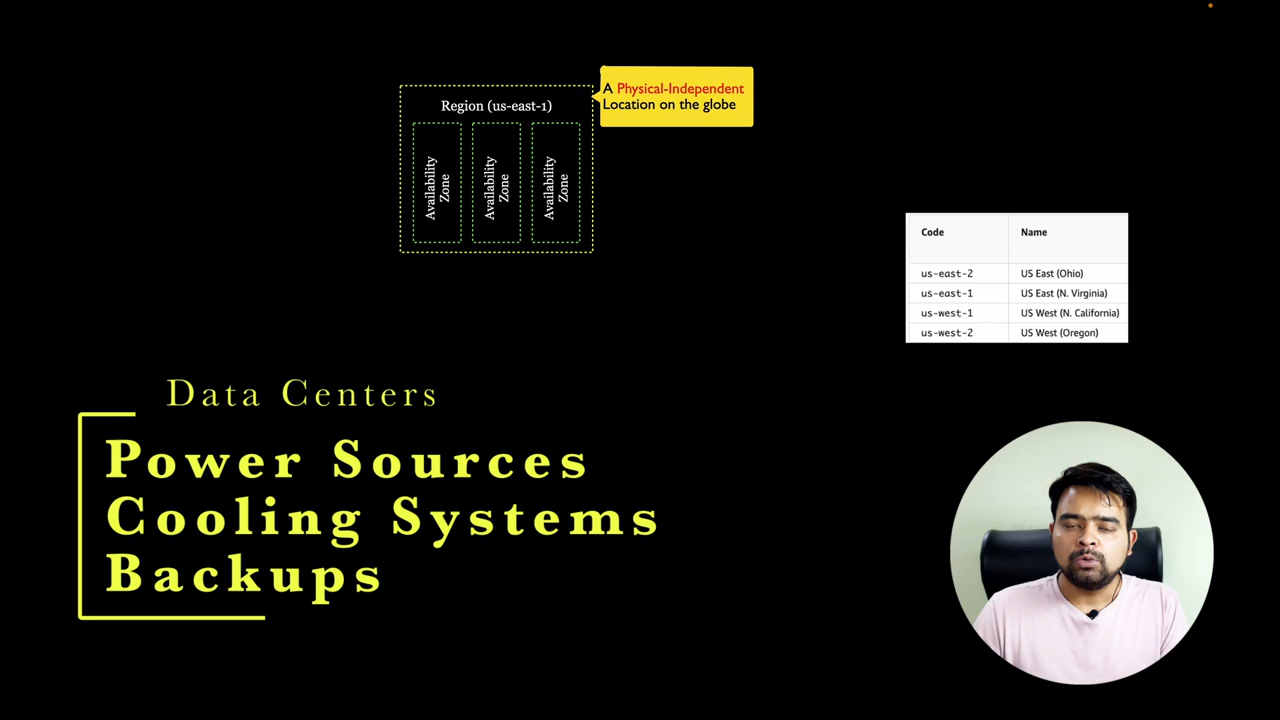 A Physical-Independent
Location on the globe
Region (us-east-1)
Availability
Zone
Availability
Zone
Availability
Zone
Code Name
us-east-2 US East (Ohio)
us-east-1 US East (N. Virginia)
us-west-1 US West (N. California)
us-west-2 US West (Oregon)
Data Centers
Power Sources
Cooling Systems
Backups